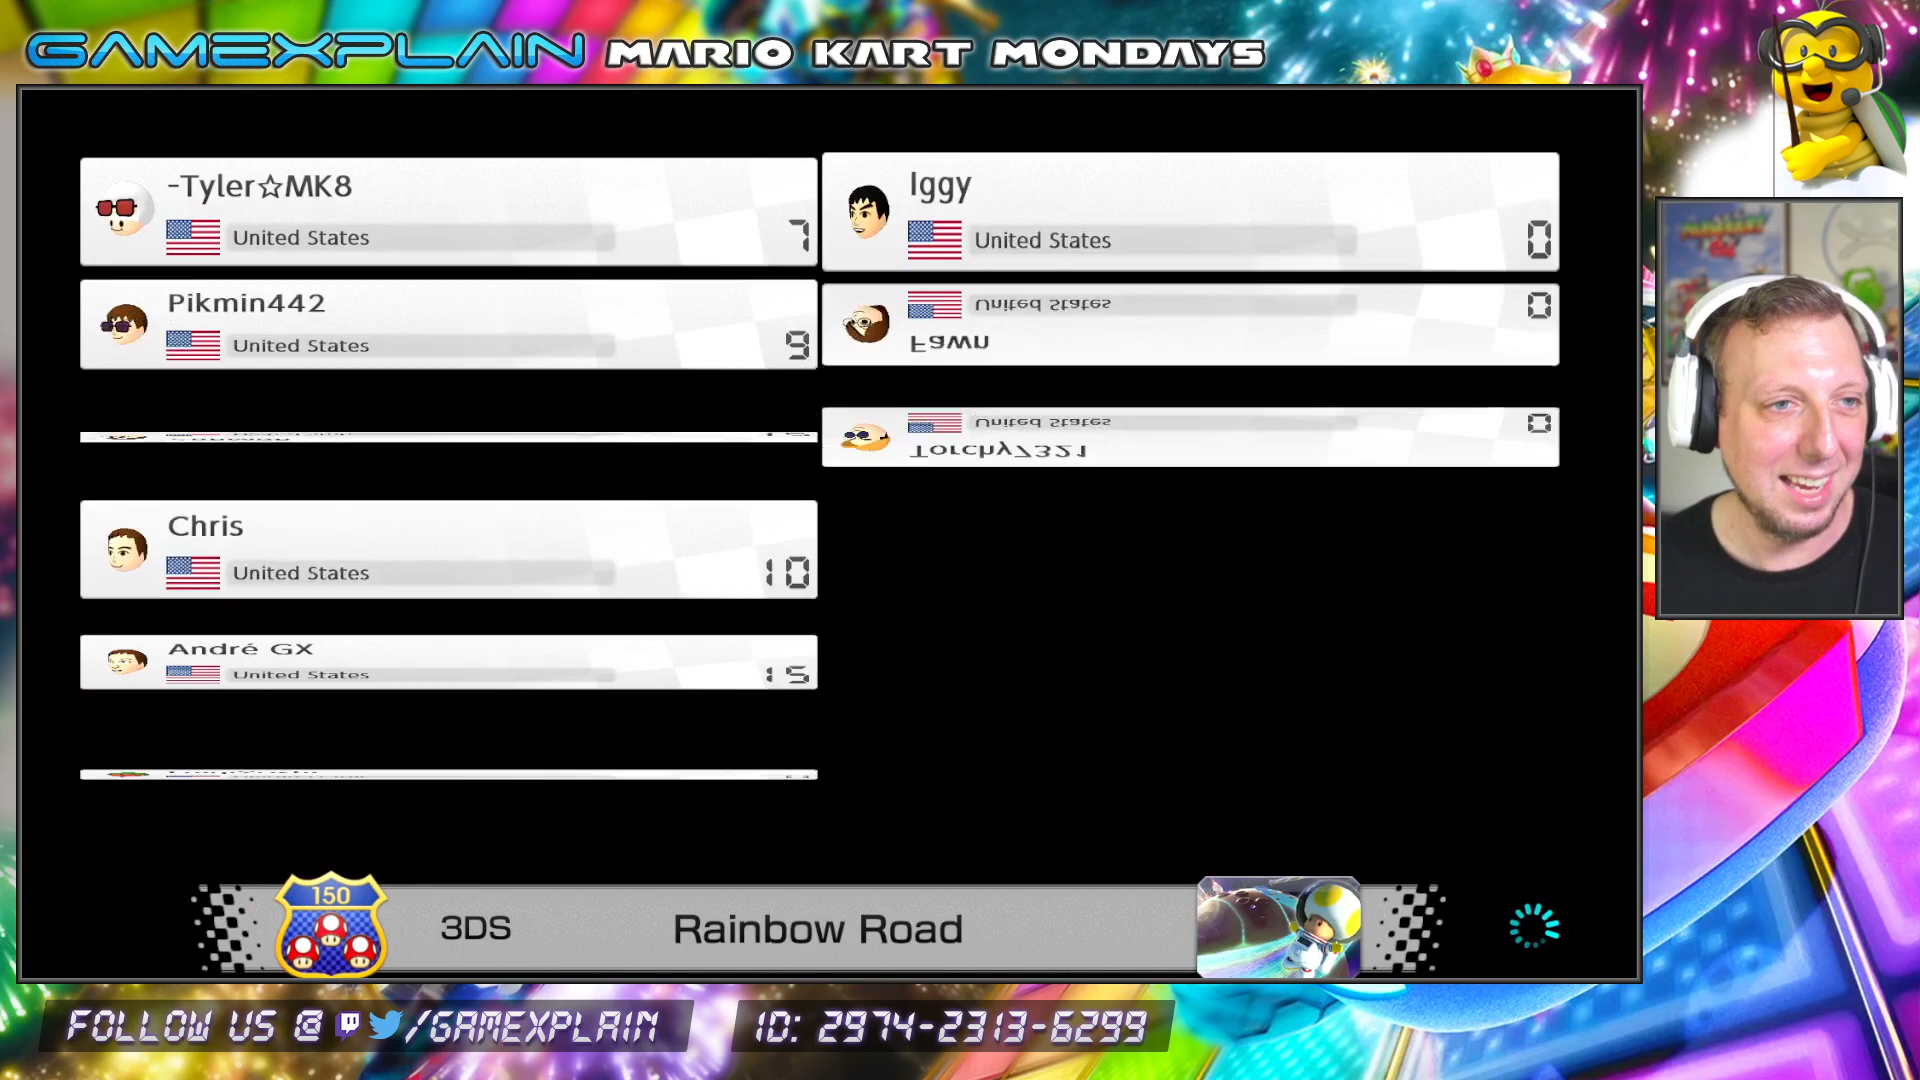 GAMEXPLAIN MARIO KART MONDAYS
-Tyler☆MK8
United States
7
Pikmin442
United States
9
Chris
United States
10
André GX
United States
15
Iggy
United States
0
United States
0
Fawn
United States
0
Torchy7321
150
3DS
Rainbow Road
FOLLOW US @ /GAMEXPLAIN
ID: 2974-2313-6299